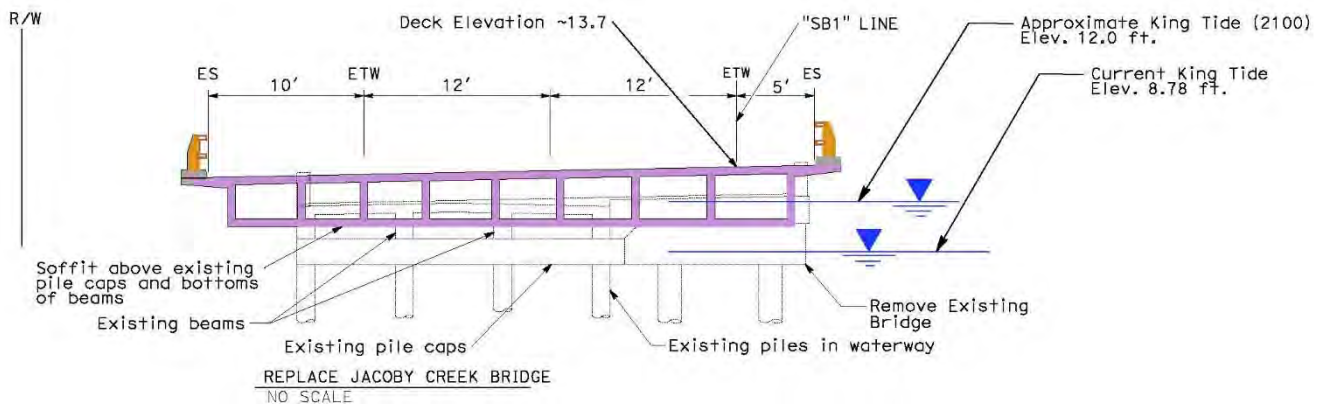 R/W
Deck Elevation ~13.7
"SB1" LINE
Approximate King Tide (2100)
Elev. 12.0 ft.
Current King Tide
Elev. 8.78 ft.
ES
ETW
ETW
ES
10'
12'
12'
5'
Soffit above existing
pile caps and bottoms
of beams
Existing beams
Existing pile caps
Existing piles in waterway
Remove Existing
Bridge
REPLACE JACOBY CREEK BRIDGE
NO SCALE